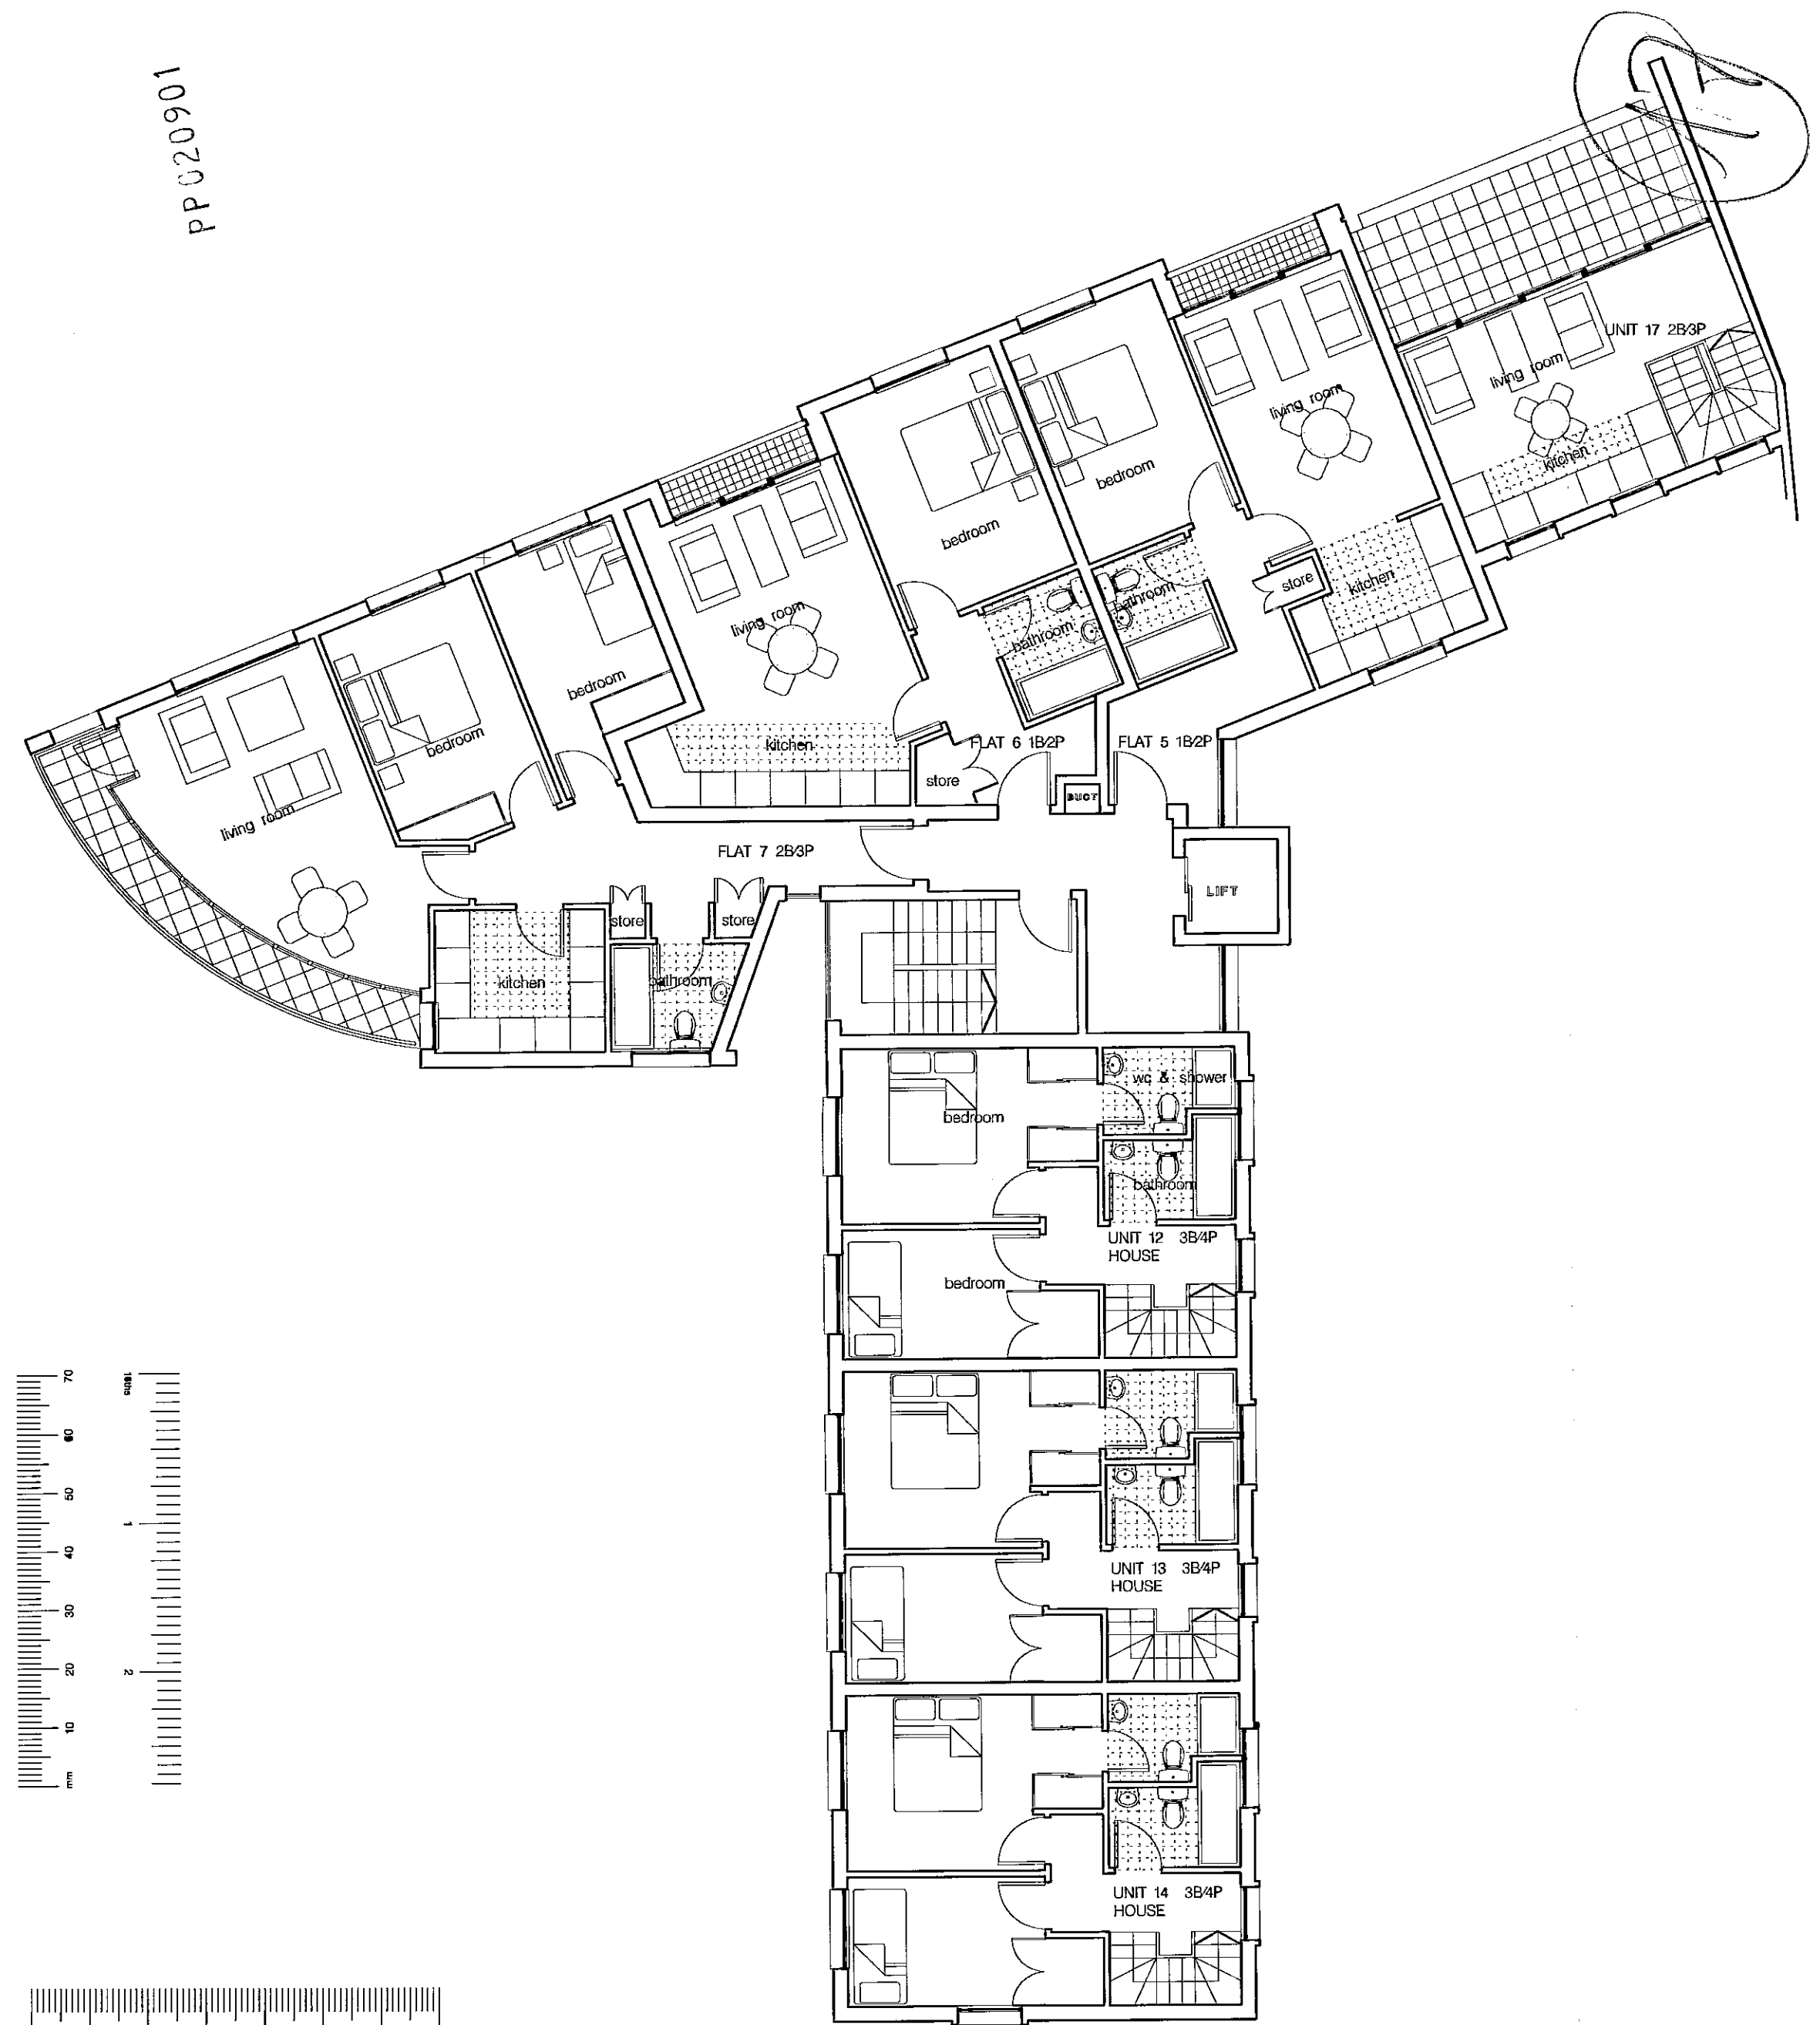 PP020901
UNIT 17 2B/3P
living room
kitchen
living room
bedroom
bathroom
store
kitchen
bedroom
bathroom
living room
kitchen
bedroom
bedroom
living room
FLAT 6 1B/2P
FLAT 5 1B/2P
store
DUCT
FLAT 7 2B/3P
LIFT
store
store
kitchen
bathroom
wc & shower
bedroom
bathroom
UNIT 12 3B/4P
HOUSE
bedroom
UNIT 13 3B/4P
HOUSE
UNIT 14 3B/4P
HOUSE
70
60
50
40
30
20
10
mm
16ths
1
2